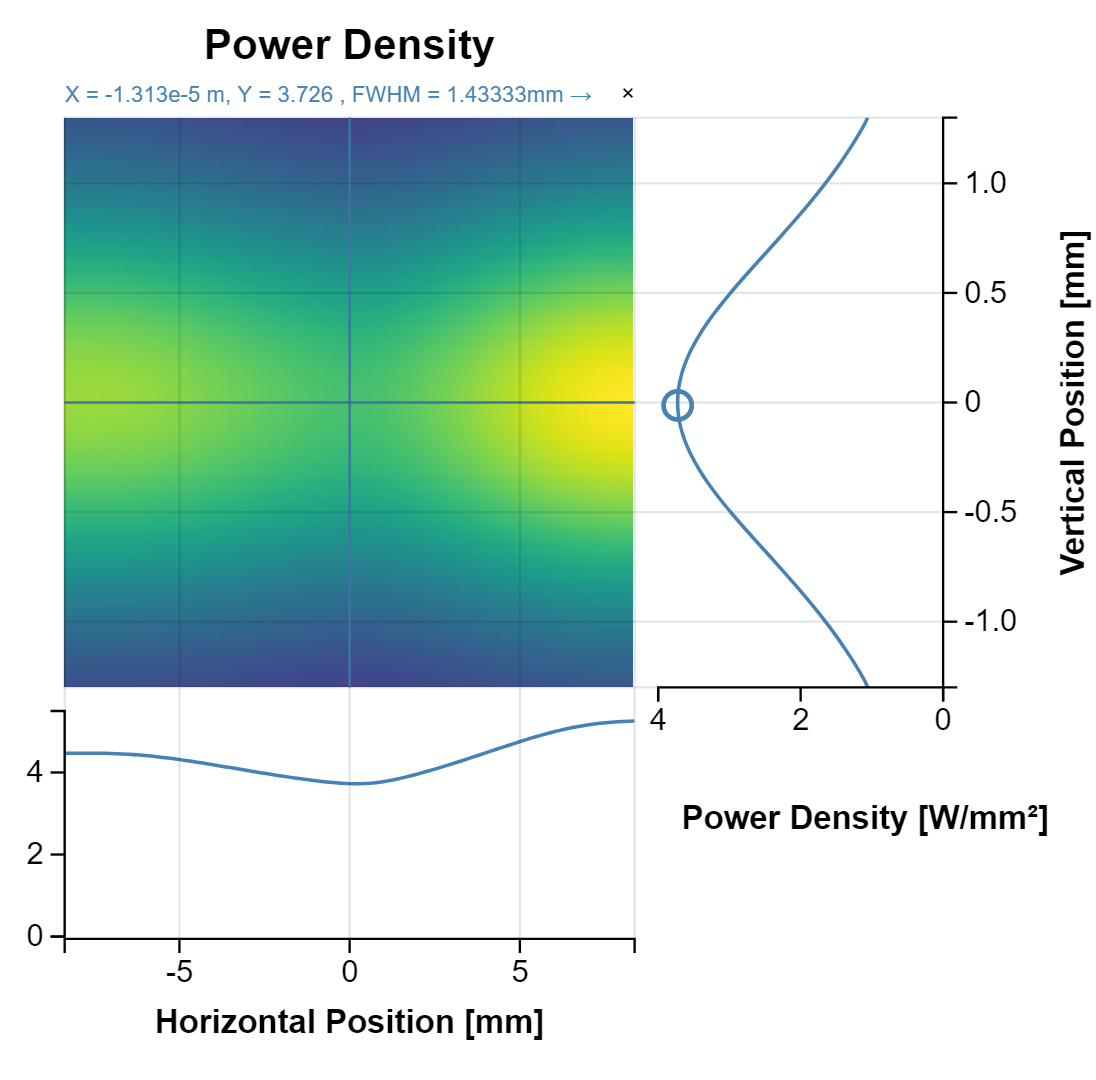 Power Density
X = -1.313e-5 m, Y = 3.726 , FWHM = 1.43333mm → ×
1.0
0.5
0
-0.5
-1.0
Vertical Position [mm]
4 2 0
4
2
0
Power Density [W/mm²]
-5 0 5
Horizontal Position [mm]